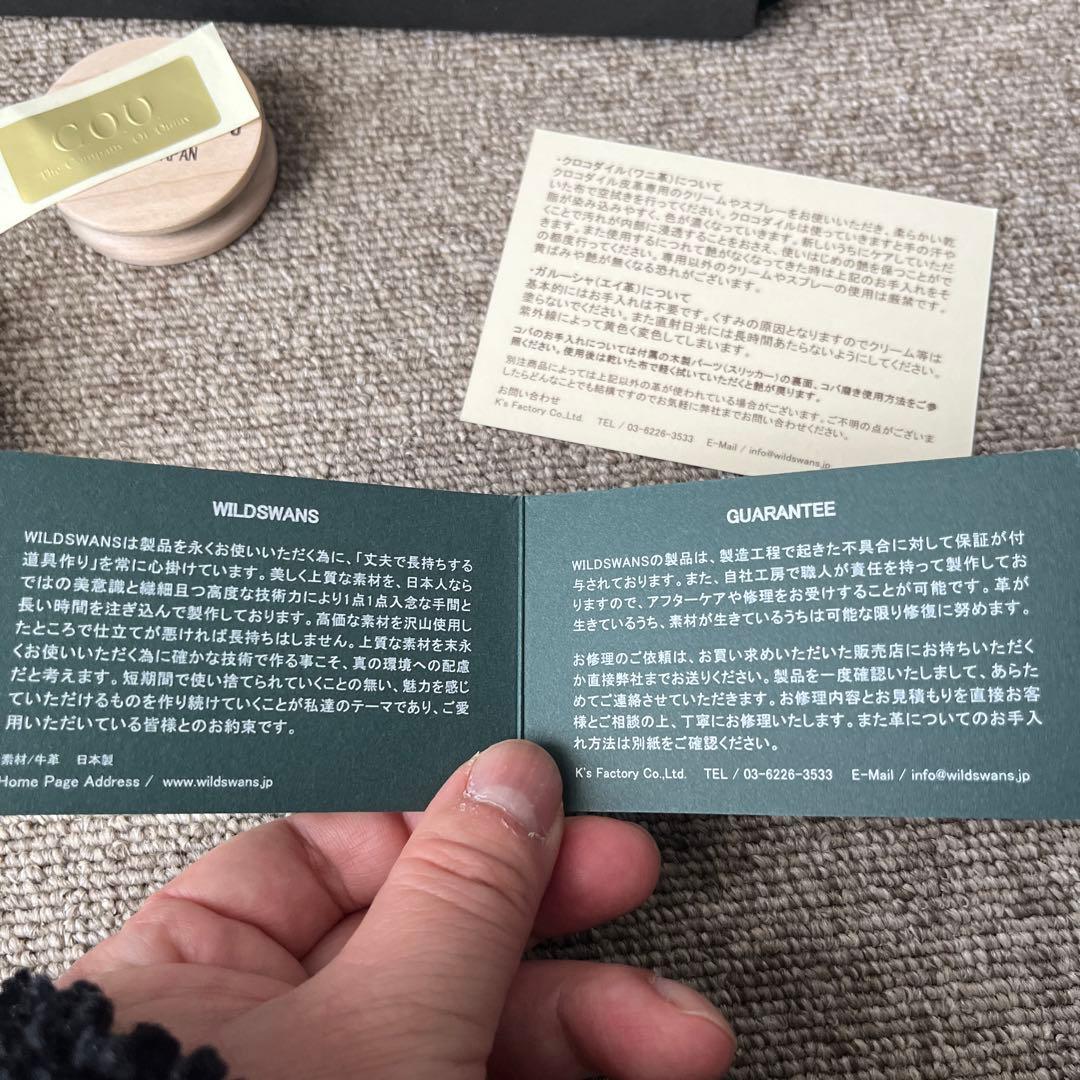 C.O.U.
The Company Of Quinns
JAPAN
・クロコダイル(ワニ革)について
クロコダイル皮革専用のクリームやスプレーをお使いいただき、柔らかい乾
いた布で空拭きを行ってください。クロコダイルは使っていきますと手の汗や
脂が染み込みやすく、色が濃くなっていきます。新しいうちにケアしていただ
くことで汚れが内部に浸透することをおさえ、使いはじめの艶を保つことがで
きます。また使用するにつれて艶がなくなってきた時は上記のお手入れをそ
の都度行ってください。専用以外のクリームやスプレーの使用は厳禁です。
黄ばみや艶が無くなる恐れがございます。
・ガルーシャ(エイ革)について
基本的にはお手入れは不要です。くすみの原因となりますのでクリーム等は
塗らないでください。また直射日光には長時間あたらないようにしてください。
紫外線によって黄色く変色してしまいます。
コバのお手入れについては付属の木製パーツ(スリッカー)の裏面、コバ磨き使用方法をご参
照ください。使用後は乾いた布で軽く拭いていただくと艶が戻ります。
別注商品によっては上記以外の革が使われている場合がございます。ご不明の点がございま
したらどんなことでも結構ですのでお気軽に弊社までお問い合わせください。
お問い合わせ
K's Factory Co.,Ltd. TEL / 03-6226-3533 E-Mail / info@wildswans.jp
WILDSWANS
WILDSWANSは製品を永くお使いいただく為に、「丈夫で長持ちする
道具作り」を常に心掛けています。美しく上質な素材を、日本人なら
ではの美意識と繊細且つ高度な技術力により1点1点入念な手間と
長い時間を注ぎ込んで製作しております。高価な素材を沢山使用し
たところで仕立てが悪ければ長持ちはしません。上質な素材を末永
くお使いいただく為に確かな技術で作る事こそ、真の環境への配慮
だと考えます。短期間で使い捨てられていくことの無い、魅力を感じ
ていただけるものを作り続けていくことが私達のテーマであり、ご愛
用いただいている皆様とのお約束です。
素材/牛革 日本製
Home Page Address / www.wildswans.jp
GUARANTEE
WILDSWANSの製品は、製造工程で起きた不具合に対して保証が付
与されております。また、自社工房で職人が責任を持って製作してお
りますので、アフターケアや修理をお受けすることが可能です。革が
生きているうち、素材が生きているうちは可能な限り修復に努めます。
お修理のご依頼は、お買い求めいただいた販売店にお持ちいただく
か直接弊社までお送りください。製品を一度確認いたしまして、あらた
めてご連絡させていただきます。お修理内容とお見積もりを直接お客
様とご相談の上、丁寧にお修理いたします。また革についてのお手入
れ方法は別紙をご確認ください。
K's Factory Co.,Ltd. TEL / 03-6226-3533 E-Mail / info@wildswans.jp